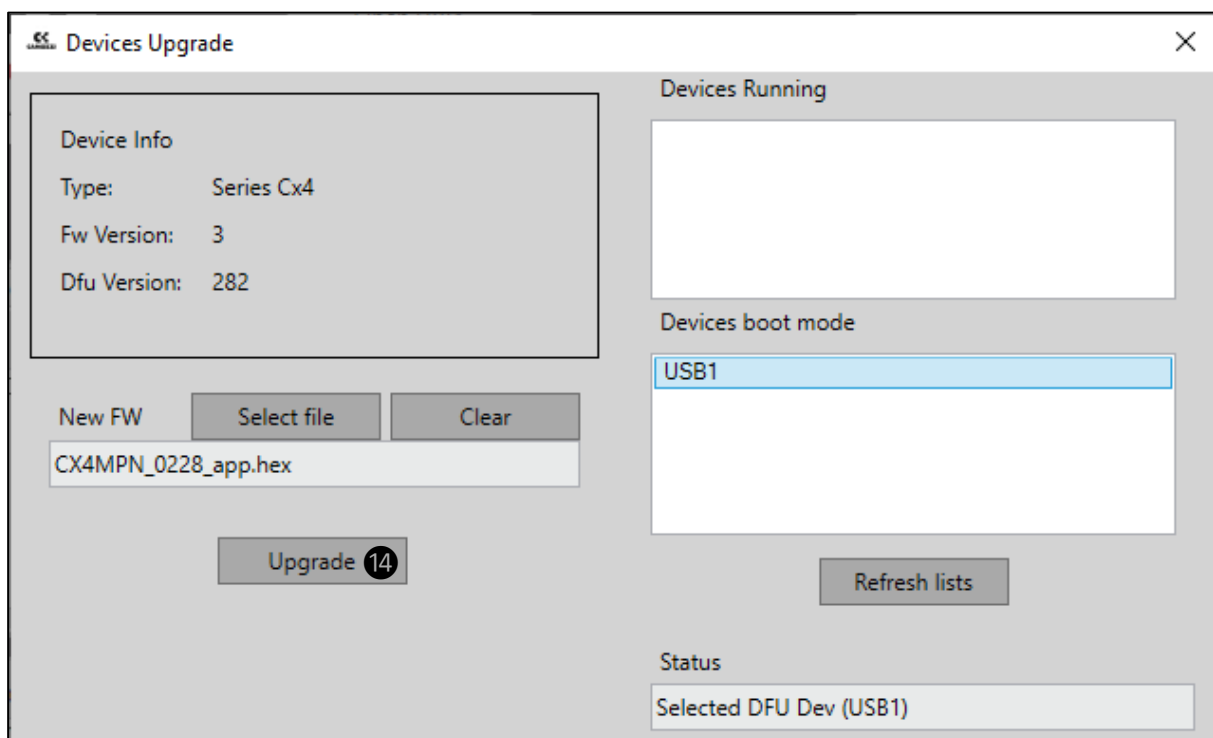 Devices Upgrade
Device Info
Type: Series Cx4
Fw Version: 3
Dfu Version: 282
New FW Select file Clear
CX4MPN_0228_app.hex
Upgrade 14
Devices Running
Devices boot mode
USB1
Refresh lists
Status
Selected DFU Dev (USB1)